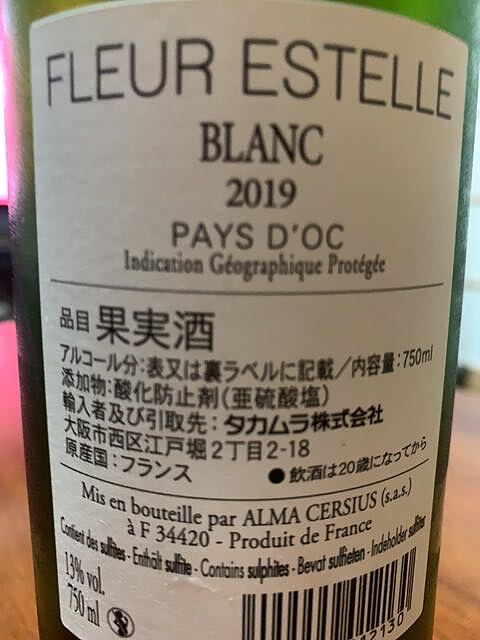 FLEUR ESTELLE
BLANC
2019
PAYS D'OC
Indication Géographique Protégée
品目 果実酒
アルコール分:表又は裏ラベルに記載/内容量:750ml
添加物:酸化防止剤(亜硫酸塩)
輸入者及び引取先:タカムラ株式会社
大阪市西区江戸堀2丁目2-18
原産国:フランス
●飲酒は20歳になってから
Mis en bouteille par ALMA CERSIUS (s.a.s.)
à F 34420 - Produit de France
Contient des sulfites - Enthält sulfite - Contains sulphites - Bevat sulfieten - Indeholder sulfites
13% vol.
750 ml